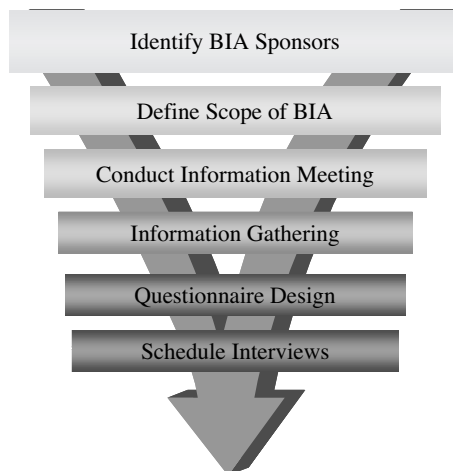 Identify BIA Sponsors
Define Scope of BIA
Conduct Information Meeting
Information Gathering
Questionnaire Design
Schedule Interviews